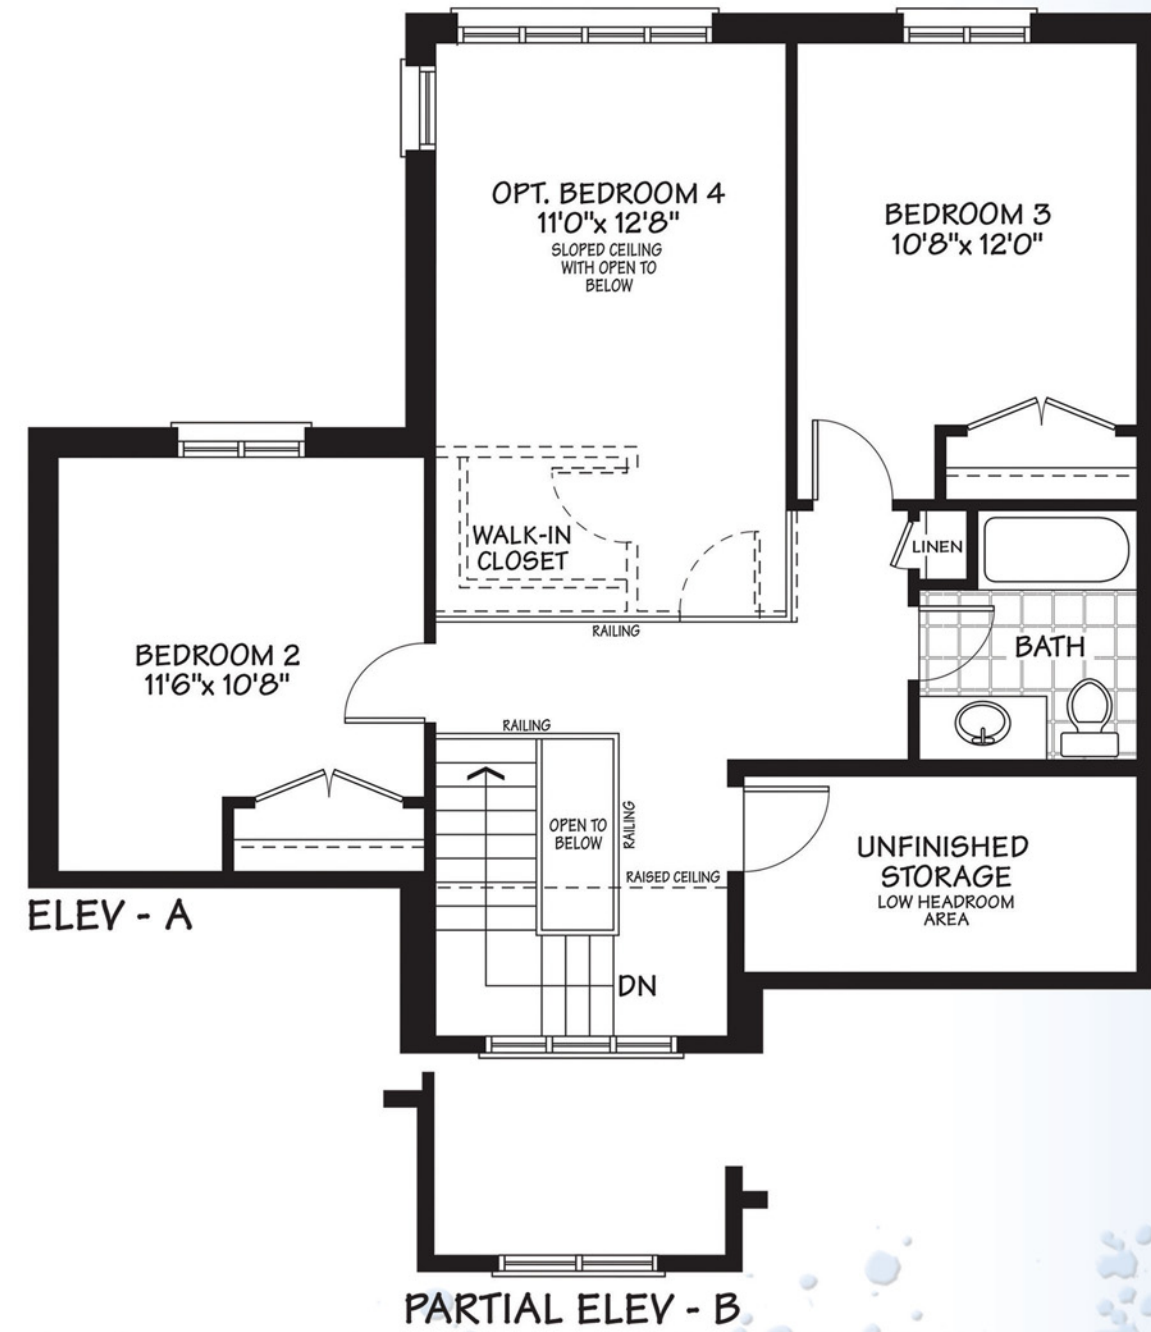 OPT. BEDROOM 4
11'0"x 12'8"
SLOPED CEILING
WITH OPEN TO
BELOW
BEDROOM 3
10'8"x 12'0"
WALK-IN
CLOSET
LINEN
RAILING
BATH
BEDROOM 2
11'6"x 10'8"
RAILING
OPEN TO
BELOW
RAILING
RAISED CEILING
UNFINISHED
STORAGE
LOW HEADROOM
AREA
ELEV - A
DN
PARTIAL ELEV - B